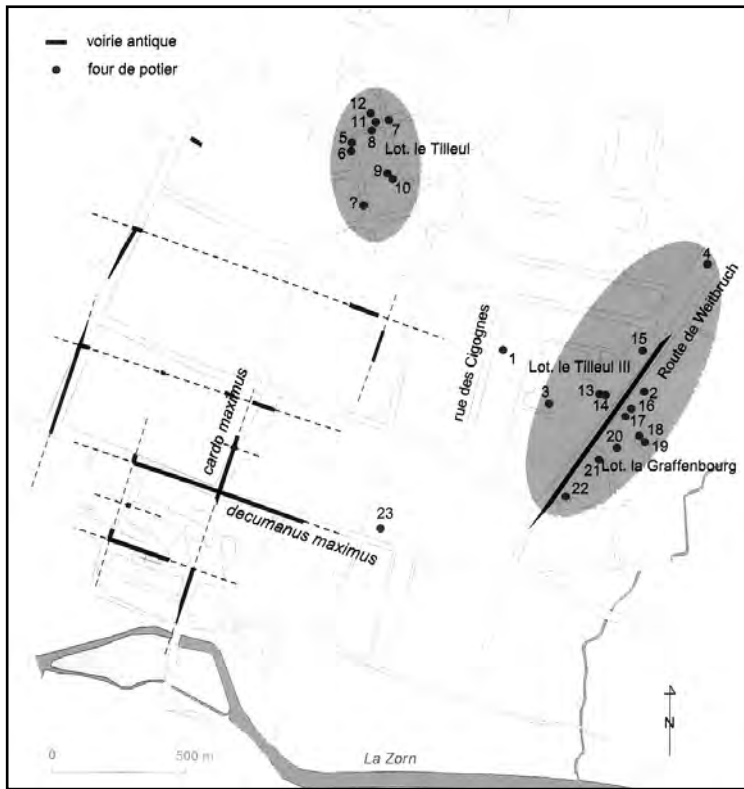 voirie antique
four de potier
12
11
7
5
8
Lot. le Tilleul
6
9
10
?
4
rue des Cigognes
1
15
Route de Weitbruch
Lot. le Tilleul III
3
13
14
2
16
17
cardo maximus
18
20
19
21
Lot. la Graffenbourg
22
23
decumanus maximus
N
0
500 m
La Zorn